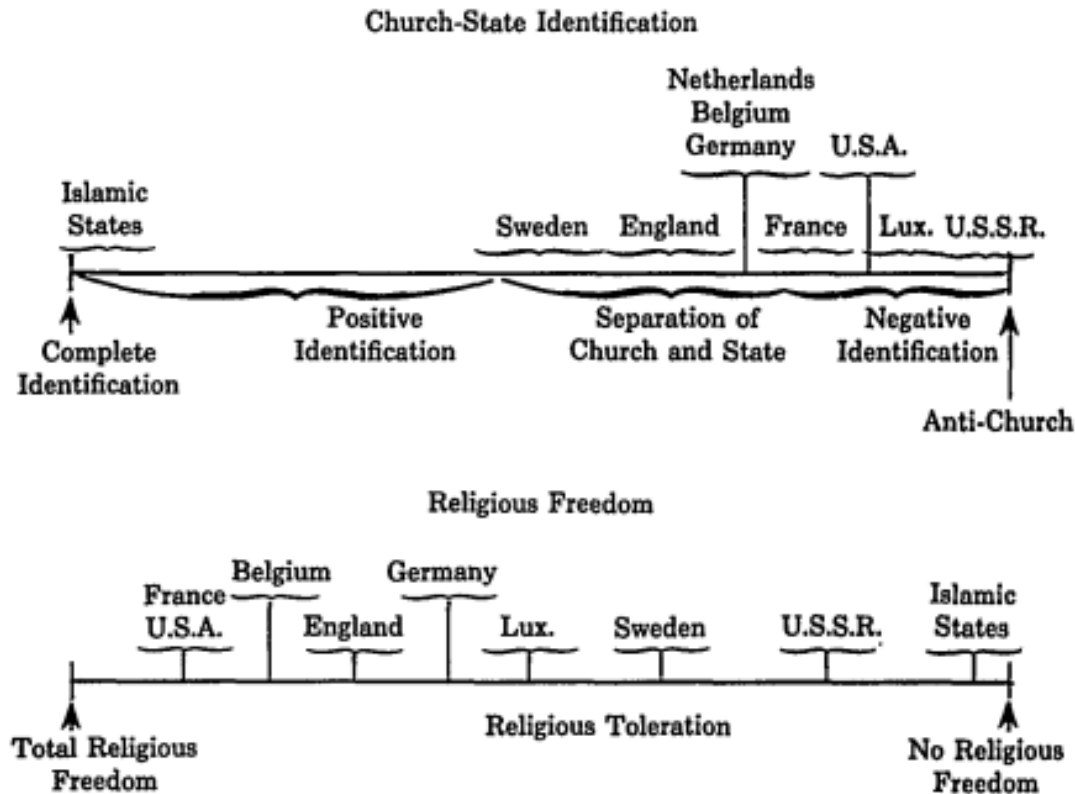 Church-State Identification
Netherlands
Belgium
Germany
U.S.A.
Islamic
States
Sweden
England
France
Lux.
U.S.S.R.
Positive
Identification
Separation of
Church and State
Negative
Identification
Complete
Identification
Anti-Church
Religious Freedom
France
U.S.A.
Belgium
England
Germany
Lux.
Sweden
U.S.S.R.
Islamic
States
Religious Toleration
Total Religious
Freedom
No Religious
Freedom